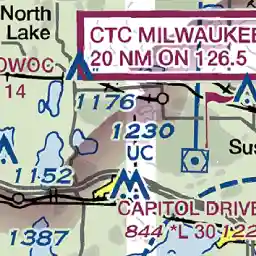 North
Lake
CTC MILWAUKEE
20 NM ON 126.5
OWOC
14
1176
1230
UC
Sus
1152
CAPITOL DRIVE
844 *L 30 122
1387